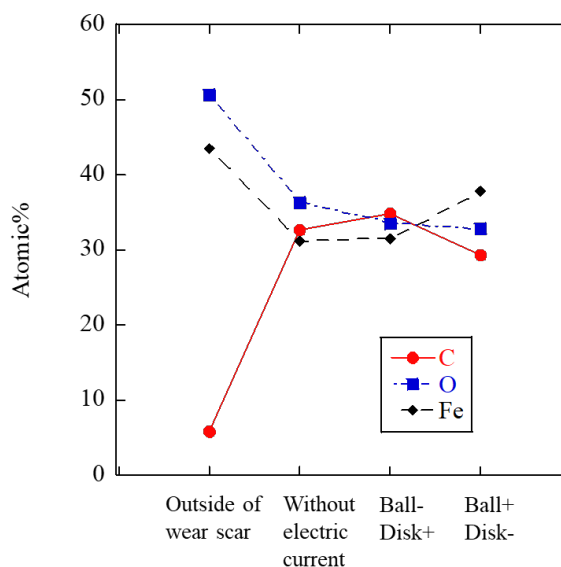 60
50
40
30
20
10
0
Atomic%
C
O
Fe
Outside of
wear scar
Without
electric
current
Ball-
Disk+
Ball+
Disk-